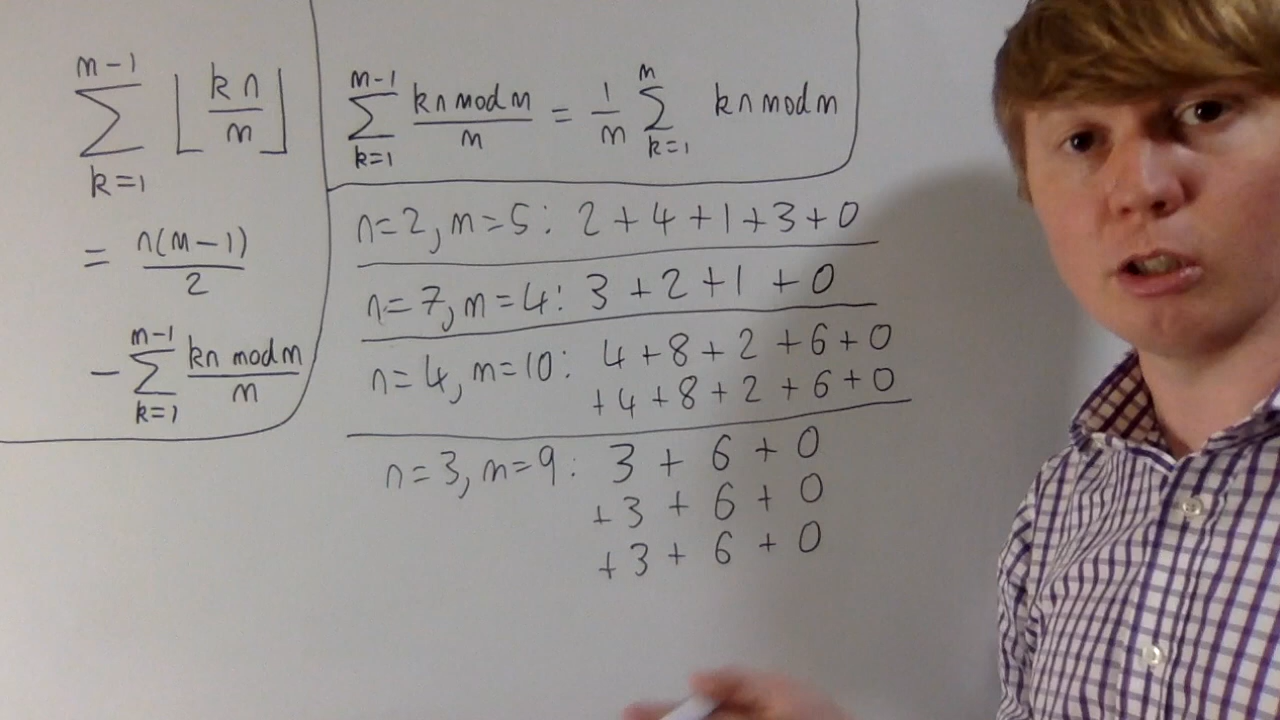 m-1
∑ ⌊kn/m⌋
k=1
= n(m-1)/2
m-1
- ∑ kn mod m/m
k=1
m-1 m
∑ kn mod m/m = 1/m ∑ kn mod m
k=1 k=1
n=2, m=5: 2+4+1+3+0
n=7, m=4: 3+2+1+0
n=4, m=10: 4+8+2+6+0
+4+8+2+6+0
n=3, m=9: 3+6+0
+3+6+0
+3+6+0